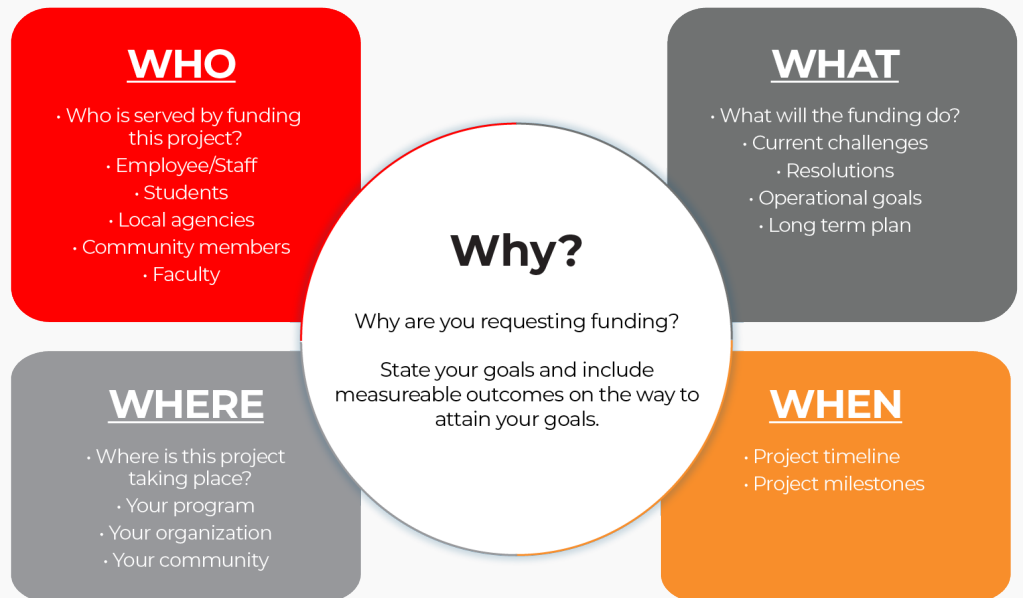 WHO
• Who is served by funding
this project?
• Employee/Staff
• Students
• Local agencies
• Community members
• Faculty
WHAT
• What will the funding do?
• Current challenges
• Resolutions
• Operational goals
• Long term plan
Why?
Why are you requesting funding?
State your goals and include
measureable outcomes on the way to
attain your goals.
WHERE
• Where is this project
taking place?
• Your program
• Your organization
• Your community
WHEN
• Project timeline
• Project milestones